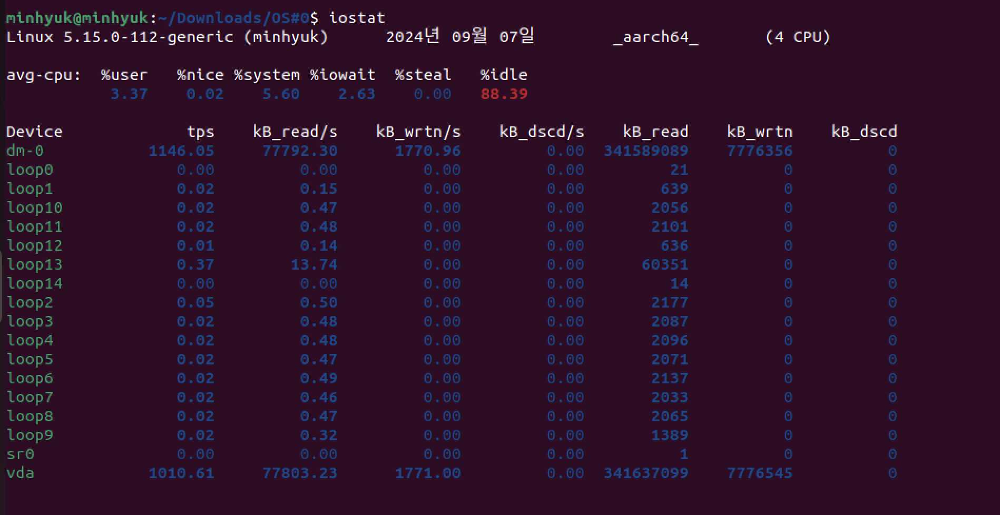 minhyuk@minhyuk:~/Downloads/OS#0$ iostat
Linux 5.15.0-112-generic (minhyuk) 2024년 09월 07일 _aarch64_ (4 CPU)
avg-cpu: %user %nice %system %iowait %steal %idle
3.37 0.02 5.60 2.63 0.00 88.39
Device tps kB_read/s kB_wrtn/s kB_dscd/s kB_read kB_wrtn kB_dscd
dm-0 1146.05 77792.30 1770.96 0.00 341589089 7776356 0
loop0 0.00 0.00 0.00 0.00 21 0 0
loop1 0.02 0.15 0.00 0.00 639 0 0
loop10 0.02 0.47 0.00 0.00 2056 0 0
loop11 0.02 0.48 0.00 0.00 2101 0 0
loop12 0.01 0.14 0.00 0.00 636 0 0
loop13 0.37 13.74 0.00 0.00 60351 0 0
loop14 0.00 0.00 0.00 0.00 14 0 0
loop2 0.05 0.50 0.00 0.00 2177 0 0
loop3 0.02 0.48 0.00 0.00 2087 0 0
loop4 0.02 0.48 0.00 0.00 2096 0 0
loop5 0.02 0.47 0.00 0.00 2071 0 0
loop6 0.02 0.49 0.00 0.00 2137 0 0
loop7 0.02 0.46 0.00 0.00 2033 0 0
loop8 0.02 0.47 0.00 0.00 2065 0 0
loop9 0.02 0.32 0.00 0.00 1389 0 0
sr0 0.00 0.00 0.00 0.00 1 0 0
vda 1010.61 77803.23 1771.00 0.00 341637099 7776545 0